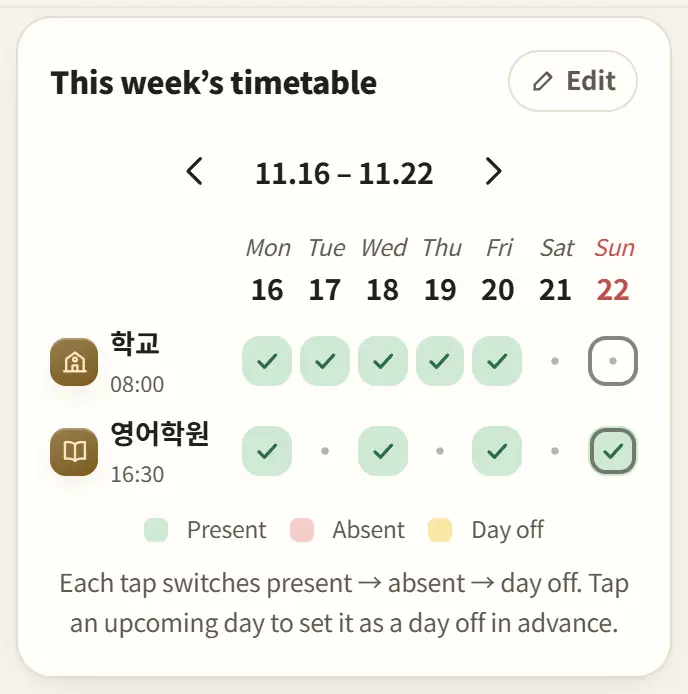 This week’s timetable
Edit
11.16 – 11.22
Mon Tue Wed Thu Fri Sat Sun
16 17 18 19 20 21 22
학교
08:00
영어학원
16:30
Present Absent Day off
Each tap switches present → absent → day off. Tap
an upcoming day to set it as a day off in advance.